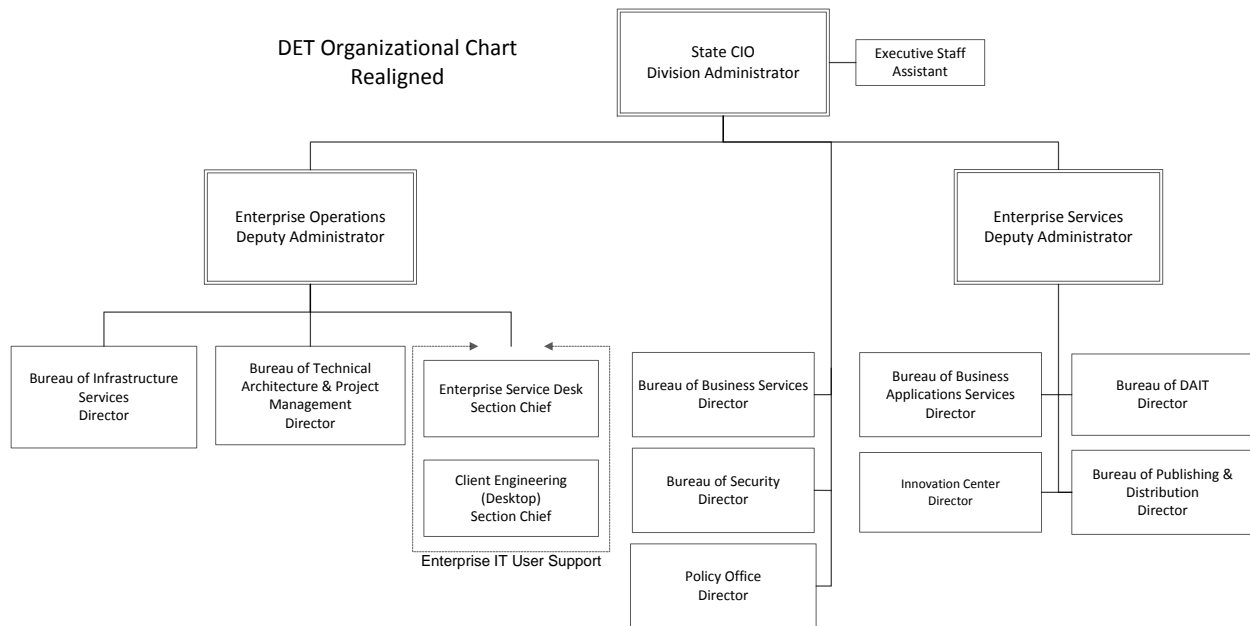 DET Organizational Chart
Realigned
State CIO
Division Administrator
Executive Staff
Assistant
Enterprise Operations
Deputy Administrator
Enterprise Services
Deputy Administrator
Bureau of Infrastructure
Services
Director
Bureau of Technical
Architecture & Project
Management
Director
Enterprise Service Desk
Section Chief
Client Engineering
(Desktop)
Section Chief
Enterprise IT User Support
Bureau of Business Services
Director
Bureau of Security
Director
Policy Office
Director
Bureau of Business
Applications Services
Director
Bureau of DAIT
Director
Innovation Center
Director
Bureau of Publishing &
Distribution
Director